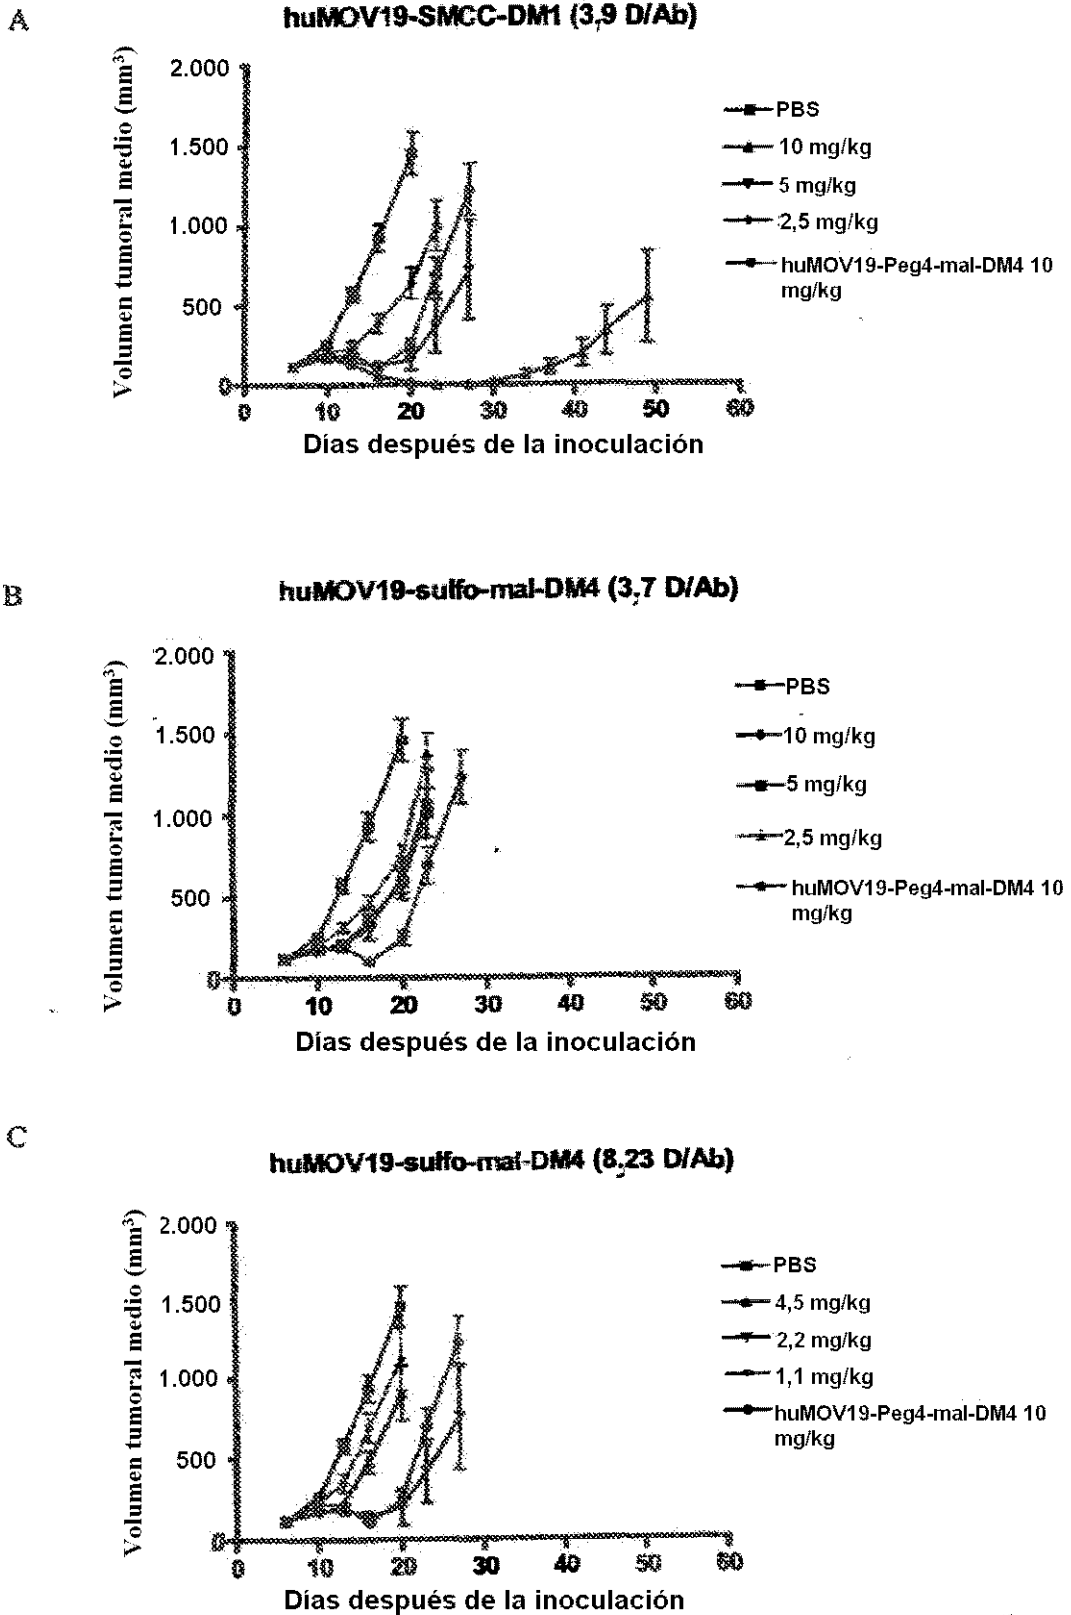 A
huMOV19-SMCC-DM1 (3,9 D/Ab)
Volumen tumoral medio (mm³)
2.000
1.500
1.000
500
0
0 10 20 30 40 50 60
Días después de la inoculación
PBS
10 mg/kg
5 mg/kg
2,5 mg/kg
huMOV19-Peg4-mal-DM4 10
mg/kg
B
huMOV19-sulfo-mal-DM4 (3,7 D/Ab)
Volumen tumoral medio (mm³)
2.000
1.500
1.000
500
0
0 10 20 30 40 50 60
Días después de la inoculación
PBS
10 mg/kg
5 mg/kg
2,5 mg/kg
huMOV19-Peg4-mal-DM4 10
mg/kg
C
huMOV19-sulfo-mal-DM4 (8,23 D/Ab)
Volumen tumoral medio (mm³)
2.000
1.500
1.000
500
0
0 10 20 30 40 50 60
Días después de la inoculación
PBS
4,5 mg/kg
2,2 mg/kg
1,1 mg/kg
huMOV19-Peg4-mal-DM4 10
mg/kg